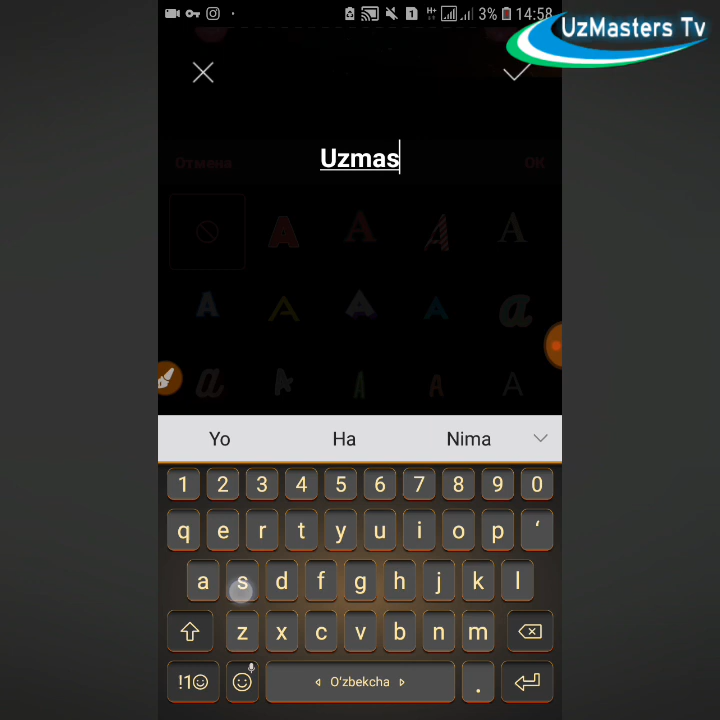 3% 14:58
UzMasters Tv
Отмена
OK
Uzmas
A A A A
A A A A a
a A A A A
Yo Ha Nima
1 2 3 4 5 6 7 8 9 0
q e r t y u i o p ‘
a s d f g h j k l
z x c v b n m
!1☺ O‘zbekcha .